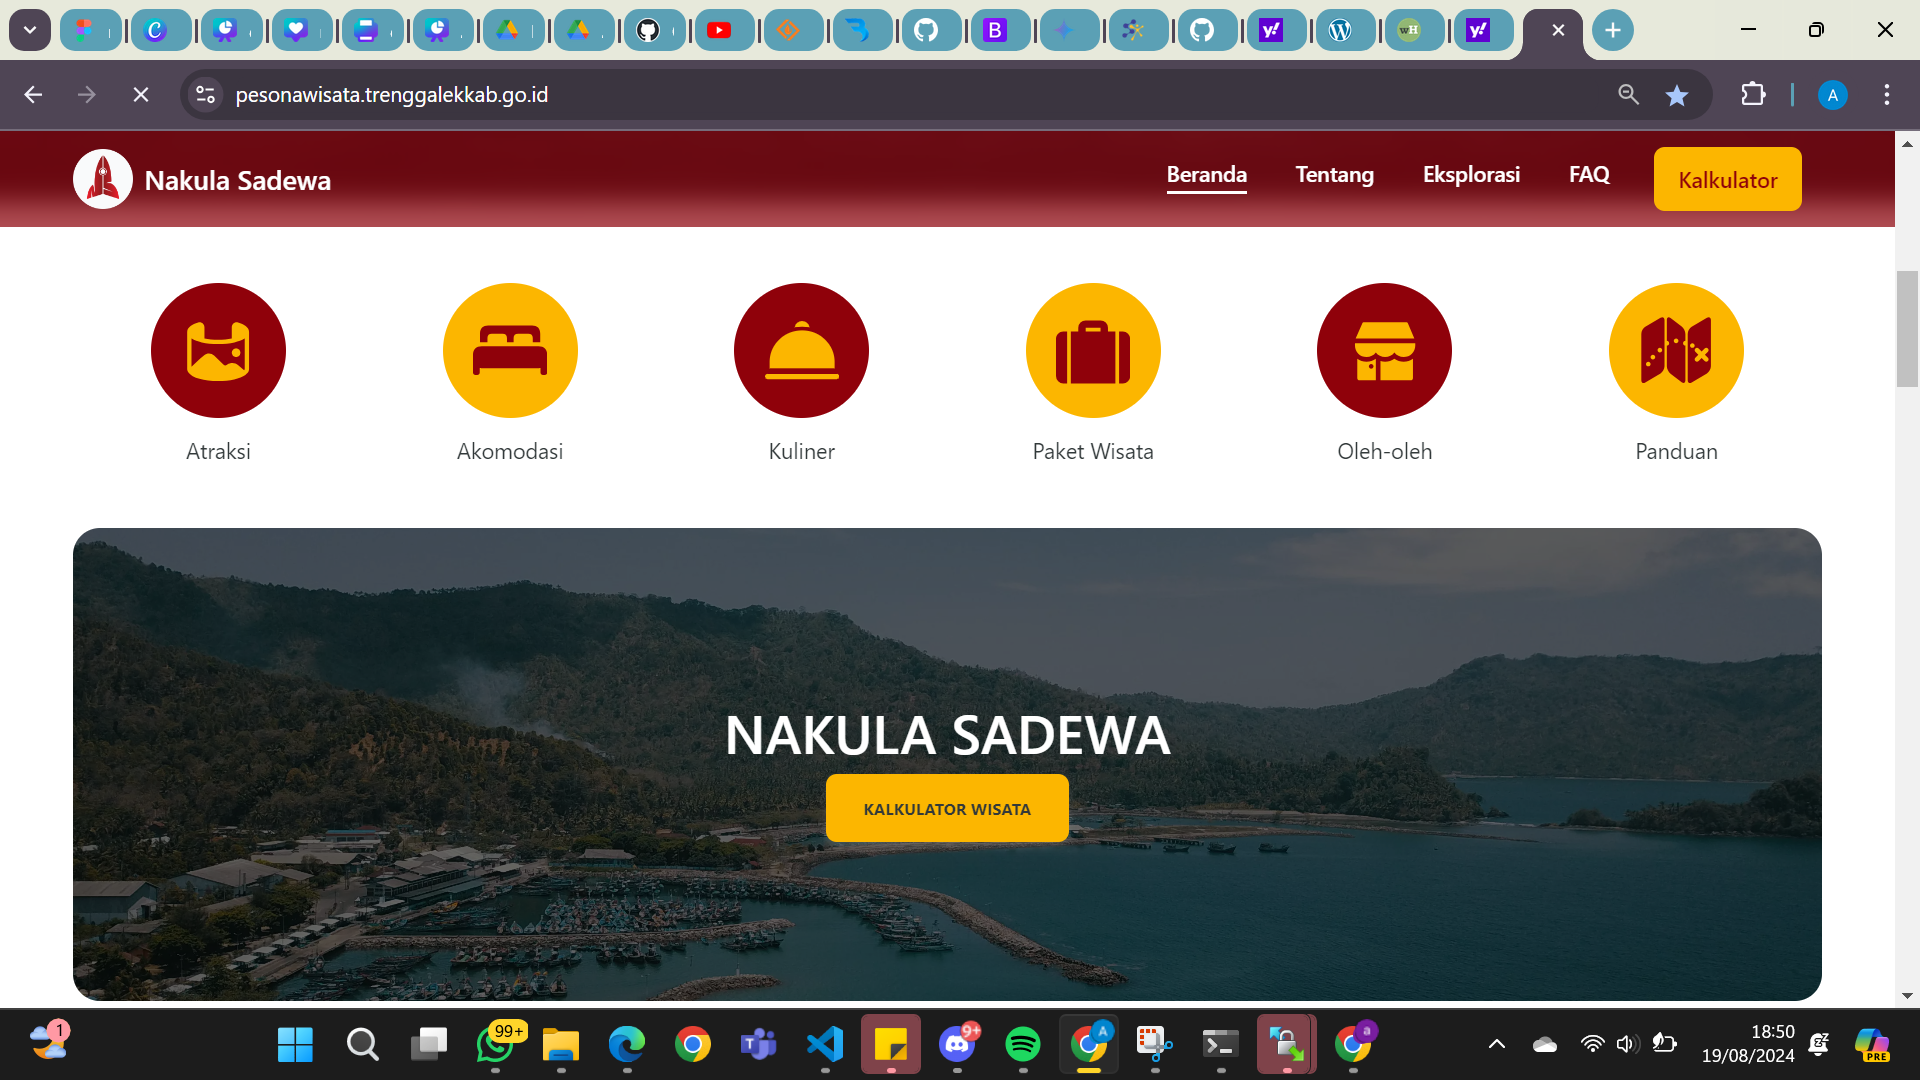 pesonawisata.trenggalekkab.go.id
A
Nakula Sadewa
Beranda
Tentang
Eksplorasi
FAQ
Kalkulator
Atraksi
Akomodasi
Kuliner
Paket Wisata
Oleh-oleh
Panduan
NAKULA SADEWA
KALKULATOR WISATA
1
99+
9+
A
a
18:50
19/08/2024
PRE